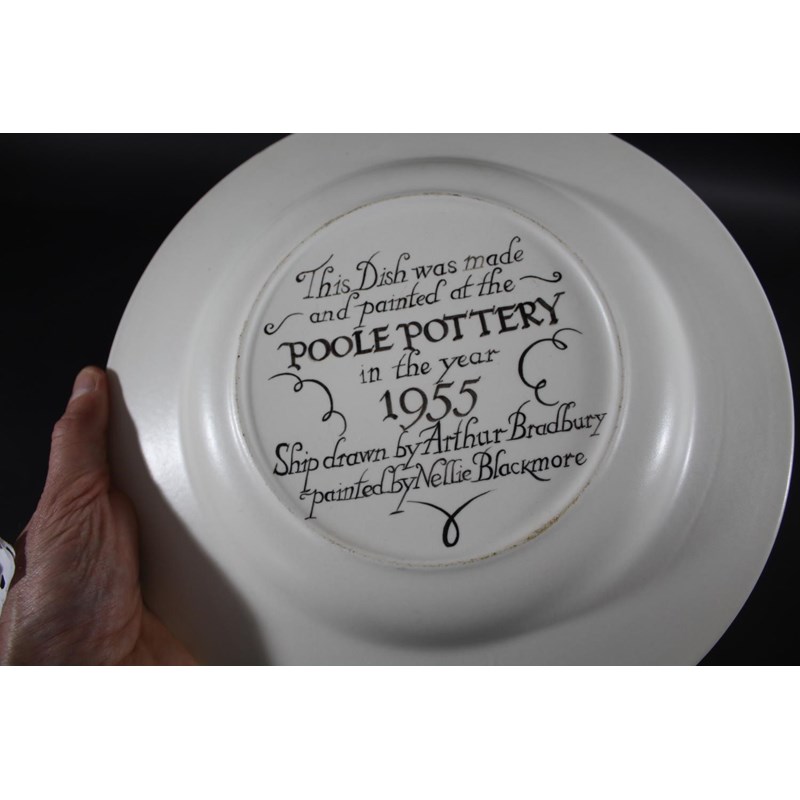 This Dish was made
and painted at the
POOLE POTTERY
in the year
1955
Ship drawn by Arthur Bradbury
painted by Nellie Blackmore